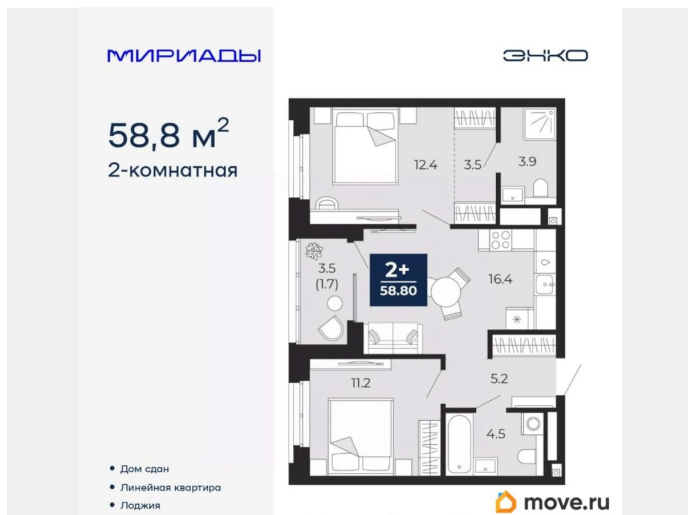 МИРИАДЫ
ЭНКО
58,8 м²
2-комнатная
12.4
3.5
3.9
3.5
(1.7)
2+
58.80
16.4
11.2
5.2
4.5
• Дом сдан
• Линейная квартира
• Лоджия
move.ru